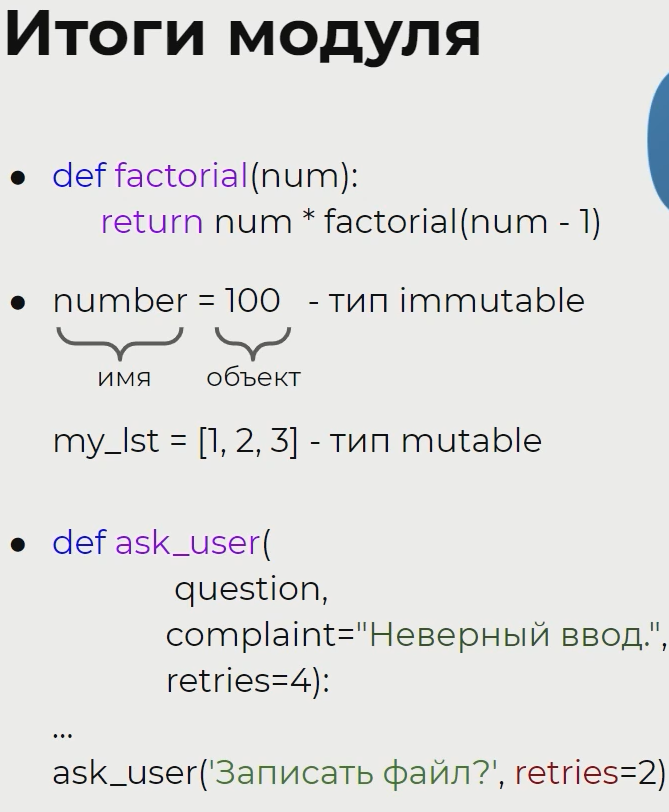 Итоги модуля
● def factorial(num):
return num * factorial(num - 1)
● number = 100 - тип immutable
имя объект
my_lst = [1, 2, 3] - тип mutable
● def ask_user(
question,
complaint="Неверный ввод.",
retries=4):
...
ask_user('Записать файл?', retries=2)